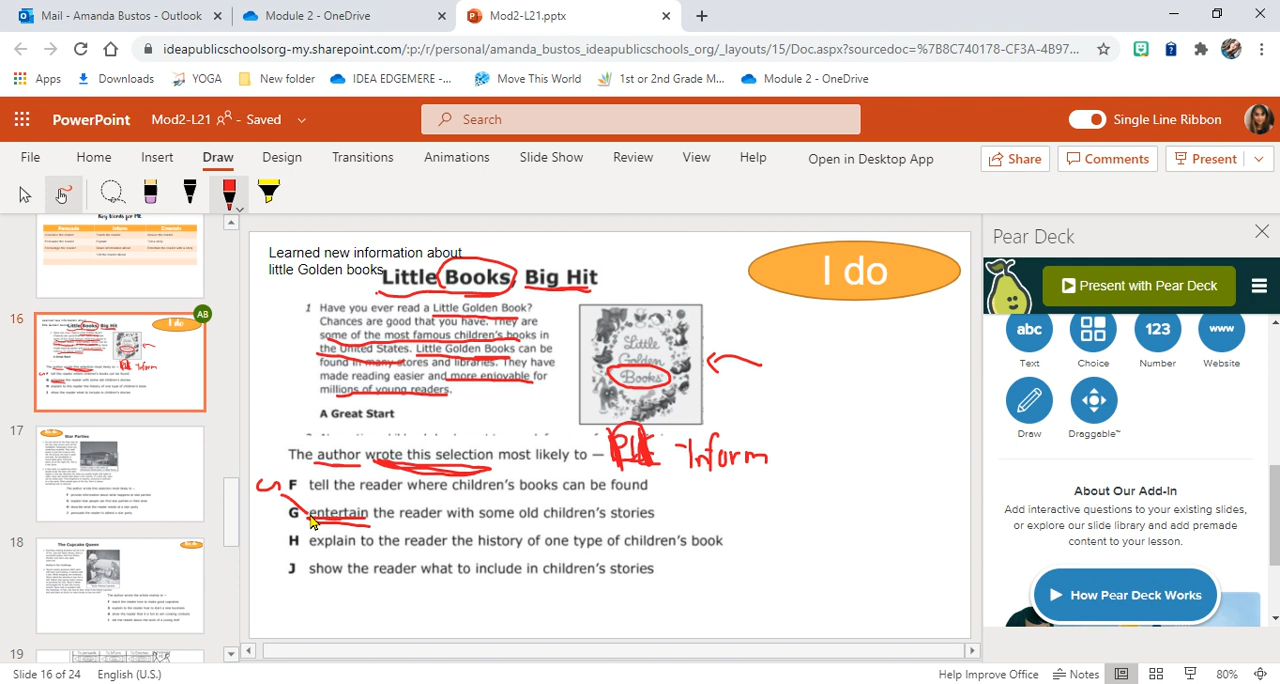 Mail - Amanda Bustos - Outlook
Module 2 - OneDrive
Mod2-L21.pptx
ideapublicschoolsorg-my.sharepoint.com/:p:/r/personal/amanda_bustos_ideapublicschools_org/_layouts/15/Doc.aspx?sourcedoc=%7B8C740178-CF3A-4B97...
Apps
Downloads
YOGA
New folder
IDEA EDGEMERE -...
Move This World
1st or 2nd Grade M...
Module 2 - OneDrive
PowerPoint
Mod2-L21 - Saved
Search
Single Line Ribbon
File Home Insert Draw Design Transitions Animations Slide Show Review View Help Open in Desktop App
Share
Comments
Present
16
AB
17
Star Parties
18
The Cupcake Queen
19
Learned new information about
little Golden books
Little Books Big Hit
I do
1 Have you ever read a Little Golden Book?
Chances are good that you have. They are
some of the most famous children's books in
the United States. Little Golden Books can be
found in many stores and libraries. They have
made reading easier and more enjoyable for
millions of young readers.
A Great Start
Little
Golden
Books
wrote this selection most likely to —
Inform
F tell the reader where children's books can be found
G entertain the reader with some old children's stories
H explain to the reader the history of one type of children's book
J show the reader what to include in children's stories
Pear Deck
Present with Pear Deck
abc
123
www
Text
Choice
Number
Website
Draw
Draggable™
About Our Add-In
Add interactive questions to your existing slides,
or explore our slide library and add premade
content to your lesson.
How Pear Deck Works
Slide 16 of 24
English (U.S.)
Help Improve Office
Notes
80%